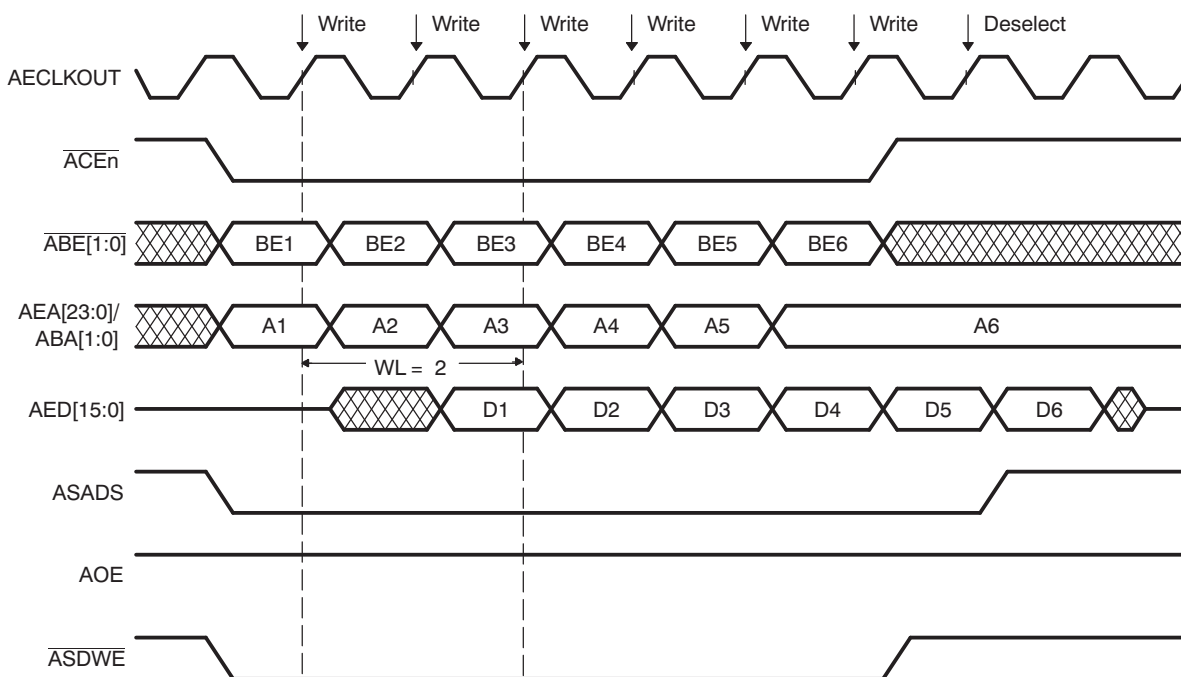 Write Write Write Write Write Write Deselect
AECLKOUT
ACEn
ABE[1:0] BE1 BE2 BE3 BE4 BE5 BE6
AEA[23:0]/
ABA[1:0] A1 A2 A3 A4 A5 A6
WL = 2
AED[15:0] D1 D2 D3 D4 D5 D6
ASADS
AOE
ASDWE